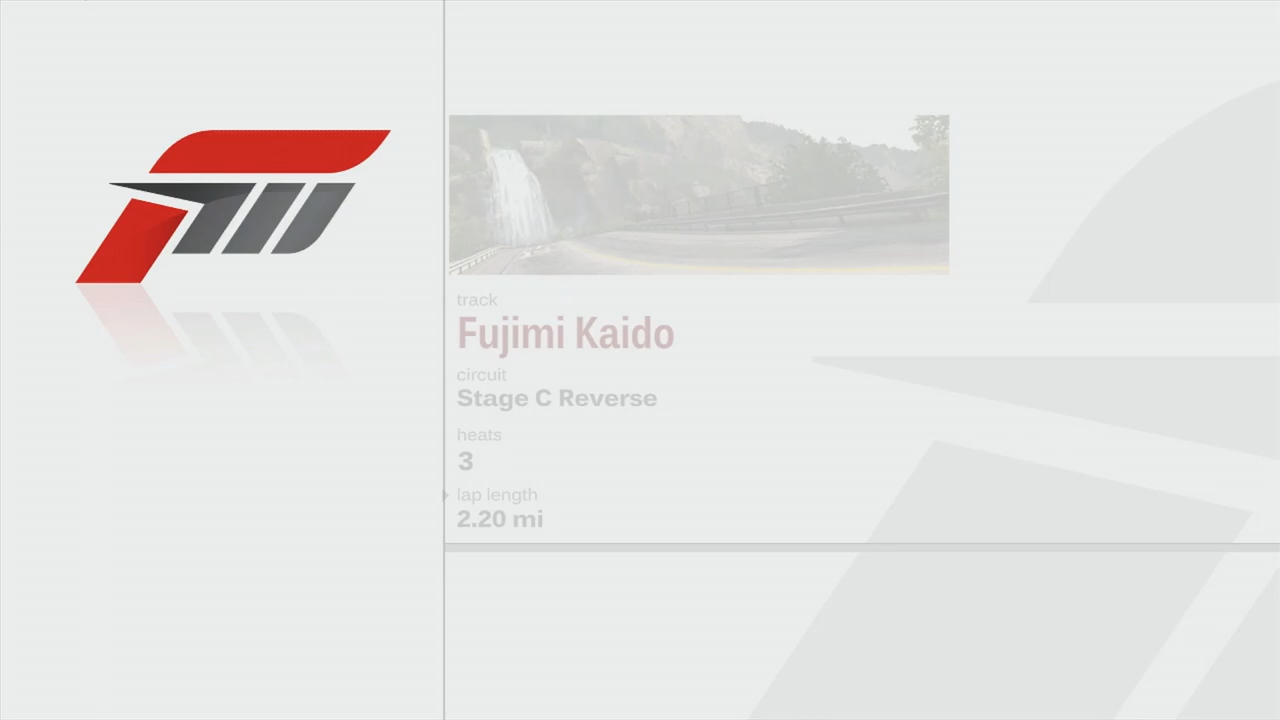 track
Fujimi Kaido
circuit
Stage C Reverse
heats
3
lap length
2.20 mi